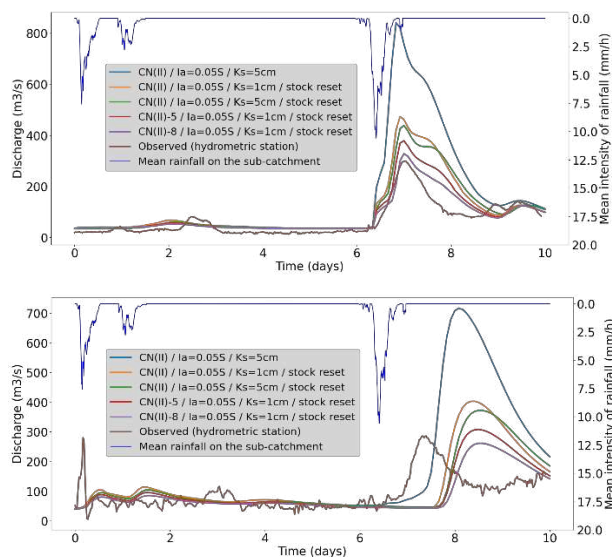 800
600
400
200
0
Discharge (m3/s)
CN(II) / Ia=0.05S / Ks=5cm
CN(II) / Ia=0.05S / Ks=1cm / stock reset
CN(II) / Ia=0.05S / Ks=5cm / stock reset
CN(II)-5 / Ia=0.05S / Ks=1cm / stock reset
CN(II)-8 / Ia=0.05S / Ks=1cm / stock reset
Observed (hydrometric station)
Mean rainfall on the sub-catchment
0.0
2.5
5.0
7.5
10.0
12.5
15.0
17.5
20.0
Mean intensity of rainfall (mm/h)
0 2 4 6 8 10
Time (days)
700
600
500
400
300
200
100
0
Discharge (m3/s)
CN(II) / Ia=0.05S / Ks=5cm
CN(II) / Ia=0.05S / Ks=1cm / stock reset
CN(II) / Ia=0.05S / Ks=5cm / stock reset
CN(II)-5 / Ia=0.05S / Ks=1cm / stock reset
CN(II)-8 / Ia=0.05S / Ks=1cm / stock reset
Observed (hydrometric station)
Mean rainfall on the sub-catchment
0.0
2.5
5.0
7.5
10.0
12.5
15.0
17.5
20.0
Mean intensity of rainfall (mm/h)
0 2 4 6 8 10
Time (days)